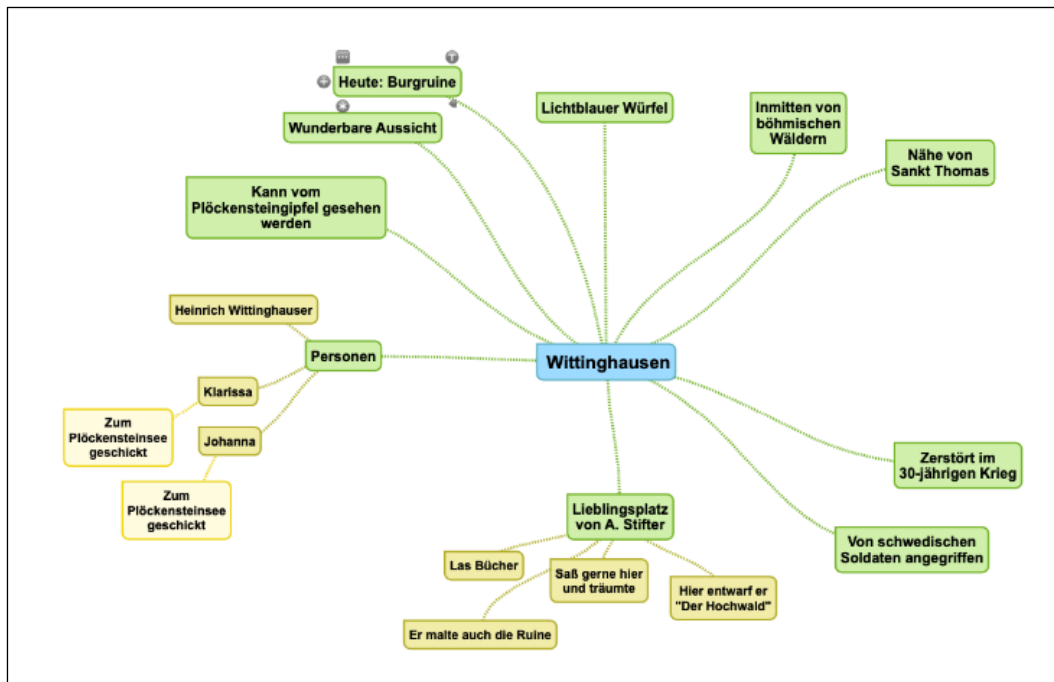 Heute: Burgruine
Wunderbare Aussicht
Lichtblauer Würfel
Inmitten von
böhmischen
Wäldern
Nähe von
Sankt Thomas
Kann vom
Plöckensteingipfel gesehen
werden
Heinrich Wittinghauser
Personen
Wittinghausen
Klarissa
Zum
Plöckensteinsee
geschickt
Johanna
Zum
Plöckensteinsee
geschickt
Zerstört im
30-jährigen Krieg
Lieblingsplatz
von A. Stifter
Von schwedischen
Soldaten angegriffen
Las Bücher
Saß gerne hier
und träumte
Hier entwarf er
"Der Hochwald"
Er malte auch die Ruine